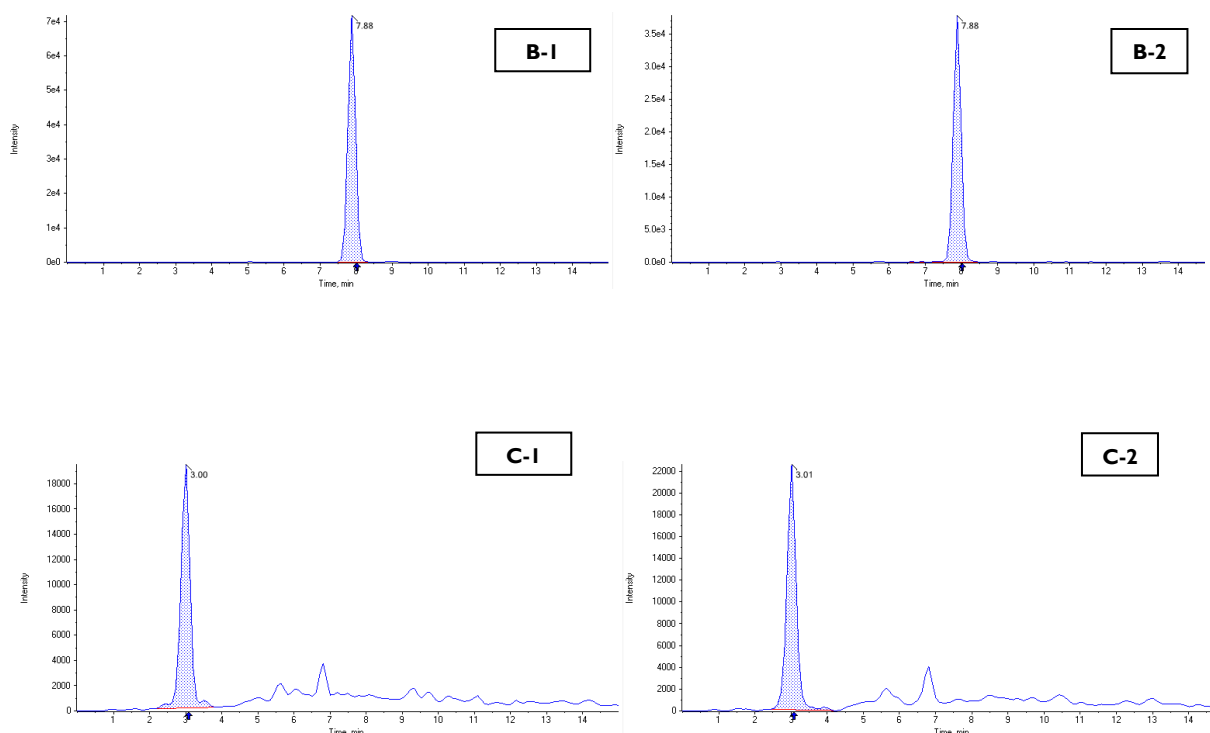 7e4
6e4
5e4
4e4
3e4
2e4
1e4
0e0
Intensity
7.88
B-1
1 2 3 4 5 6 7 8 9 10 11 12 13 14
Time, min
3.5e4
3.0e4
2.5e4
2.0e4
1.5e4
1.0e4
5.0e3
0.0e0
Intensity
7.88
B-2
1 2 3 4 5 6 7 8 9 10 11 12 13 14
Time, min
18000
16000
14000
12000
10000
8000
6000
4000
2000
0
Intensity
3.00
C-1
1 2 3 4 5 6 7 8 9 10 11 12 13 14
Time, min
22000
20000
18000
16000
14000
12000
10000
8000
6000
4000
2000
0
Intensity
3.01
C-2
1 2 3 4 5 6 7 8 9 10 11 12 13 14
Time, min